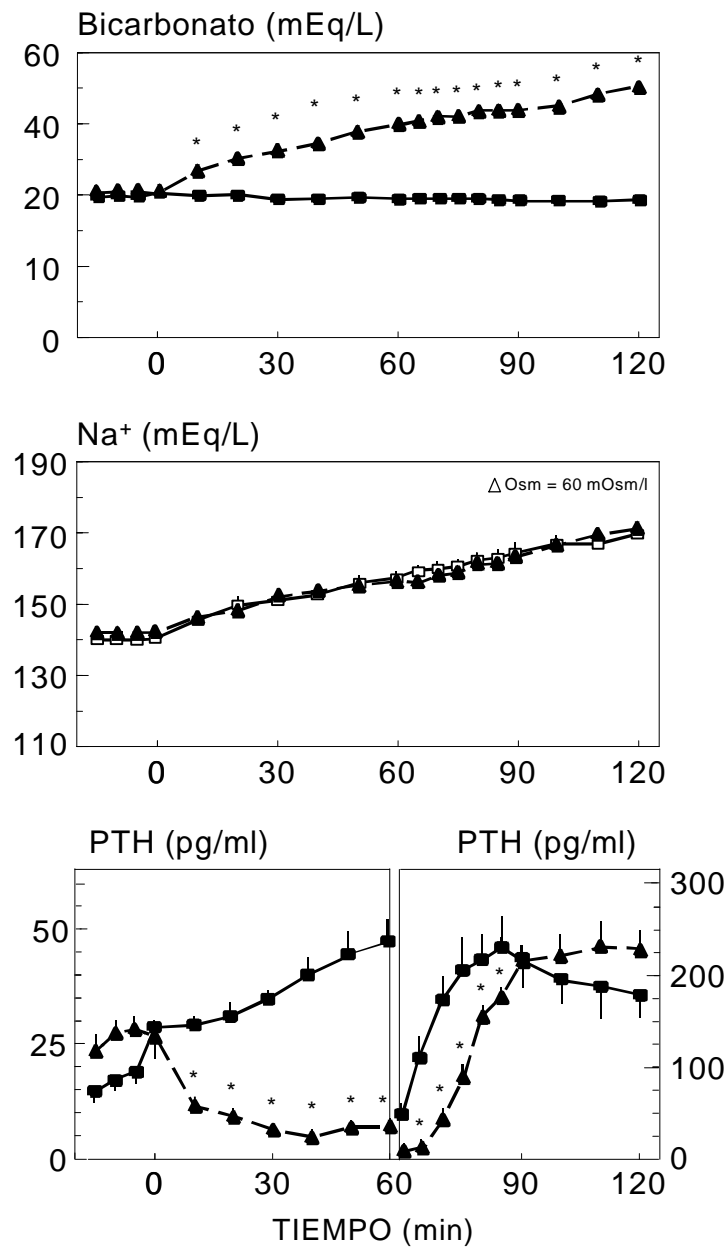 Bicarbonato (mEq/L)
60
40
20
10
0
* * * * * * * * * * * * * * *
0 30 60 90 120
Na⁺ (mEq/L)
190
170
150
130
110
△ Osm = 60 mOsm/l
0 30 60 90 120
PTH (pg/ml) PTH (pg/ml)
50
25
0
300
200
100
0
* * * * * * * * * * *
0 30 60 90 120
TIEMPO (min)